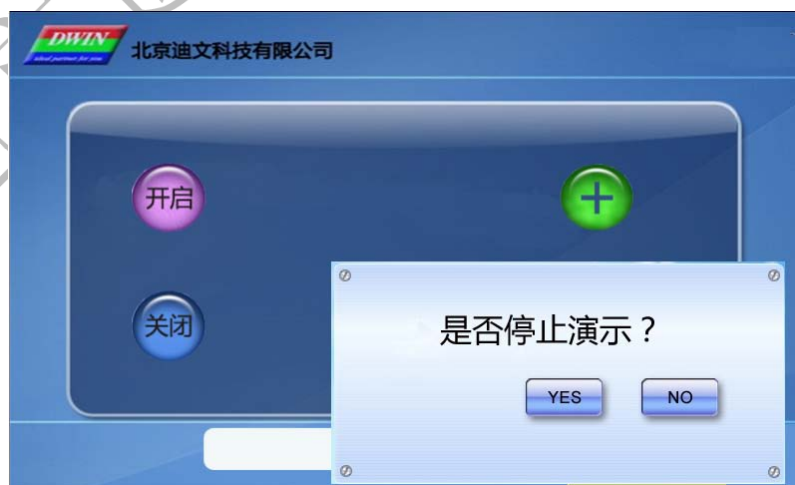 DWIN
北京迪文科技有限公司
开启
+
关闭
是否停止演示？
YES
NO